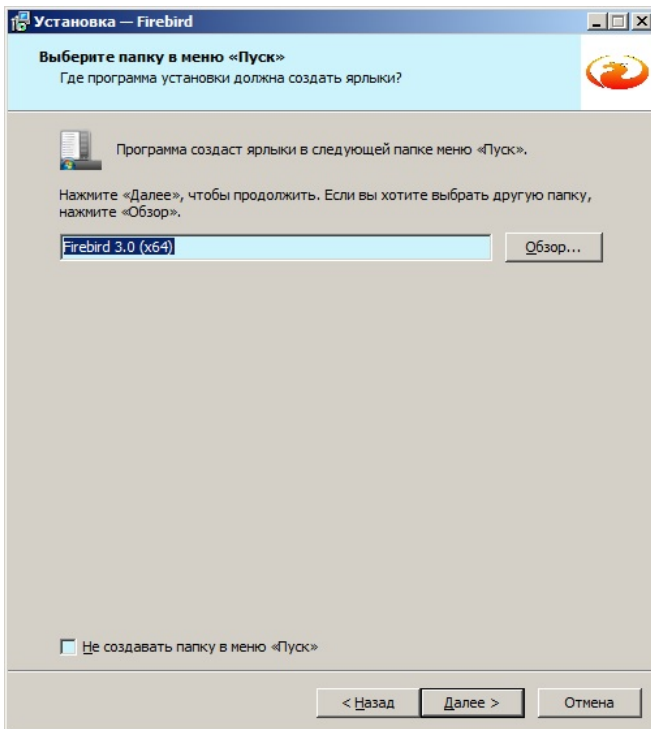 Установка — Firebird
Выберите папку в меню «Пуск»
Где программа установки должна создать ярлыки?
Программа создаст ярлыки в следующей папке меню «Пуск».
Нажмите «Далее», чтобы продолжить. Если вы хотите выбрать другую папку,
нажмите «Обзор».
Firebird 3.0 (x64)
Обзор...
Не создавать папку в меню «Пуск»
< Назад
Далее >
Отмена